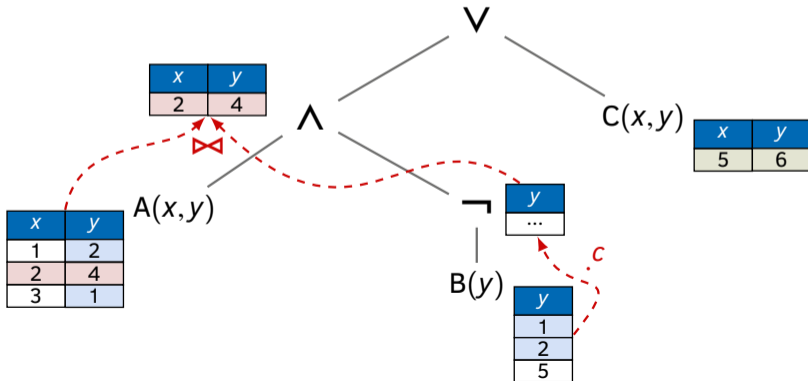 ∨
x y
2 4
∧
C(x, y)
x y
5 6
⋈
A(x, y)
x y
1 2
2 4
3 1
¬
y
...
.c
B(y)
y
1
2
5